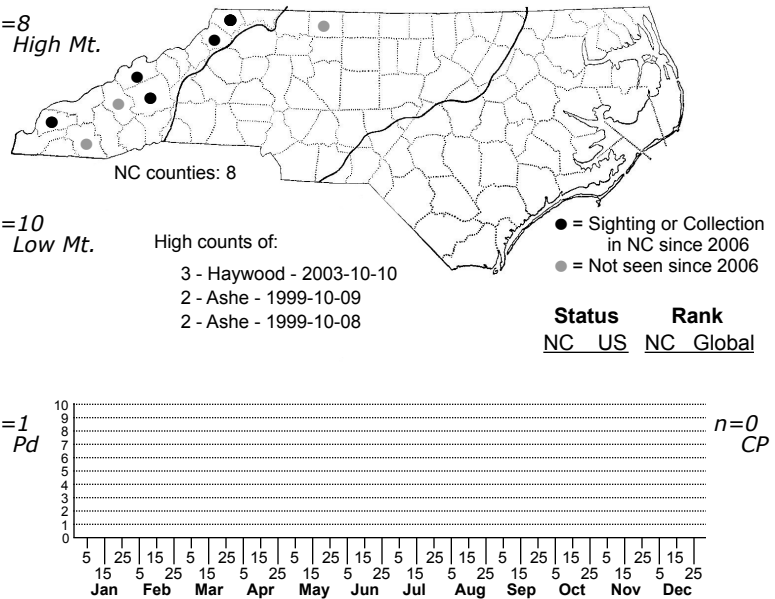 =8
High Mt.
NC counties: 8
=10
Low Mt.
High counts of:
3 - Haywood - 2003-10-10
2 - Ashe - 1999-10-09
2 - Ashe - 1999-10-08
● = Sighting or Collection
in NC since 2006
● = Not seen since 2006
Status Rank
NC US NC Global
=1
Pd
n=0
CP
10
9
8
7
6
5
4
3
2
1
0
5 25 15 5 25 15 5 25 15 5 25 15 5 25 15 5 25 15
15 5 25 15 5 25 15 5 25 15 5 25 15 5 25 15 5 25
Jan Feb Mar Apr May Jun Jul Aug Sep Oct Nov Dec